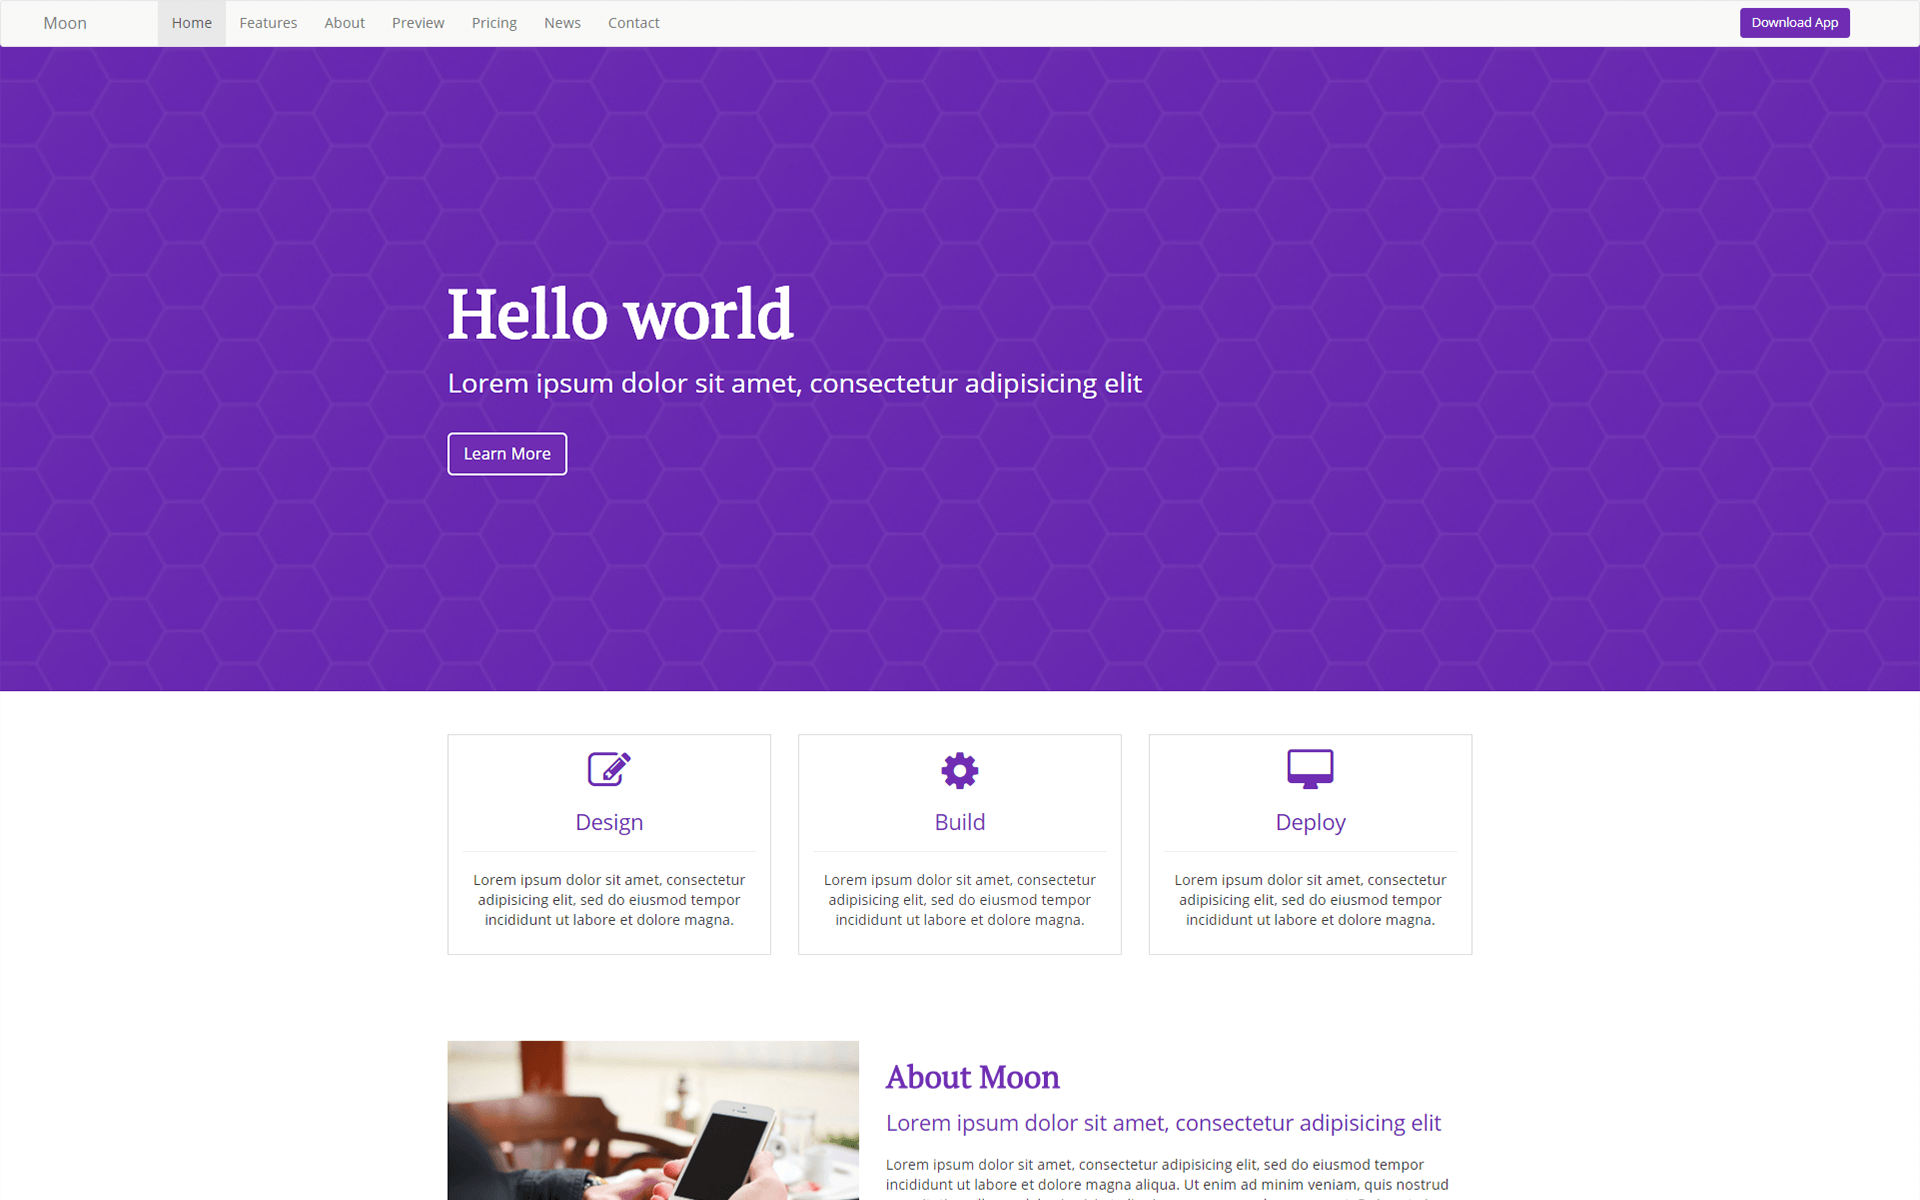 Moon
Home
Features
About
Preview
Pricing
News
Contact
Download App
Hello world
Lorem ipsum dolor sit amet, consectetur adipisicing elit
Learn More
Design
Lorem ipsum dolor sit amet, consectetur
adipisicing elit, sed do eiusmod tempor
incididunt ut labore et dolore magna.
Build
Lorem ipsum dolor sit amet, consectetur
adipisicing elit, sed do eiusmod tempor
incididunt ut labore et dolore magna.
Deploy
Lorem ipsum dolor sit amet, consectetur
adipisicing elit, sed do eiusmod tempor
incididunt ut labore et dolore magna.
About Moon
Lorem ipsum dolor sit amet, consectetur adipisicing elit
Lorem ipsum dolor sit amet, consectetur adipisicing elit, sed do eiusmod tempor
incididunt ut labore et dolore magna aliqua. Ut enim ad minim veniam, quis nostrud